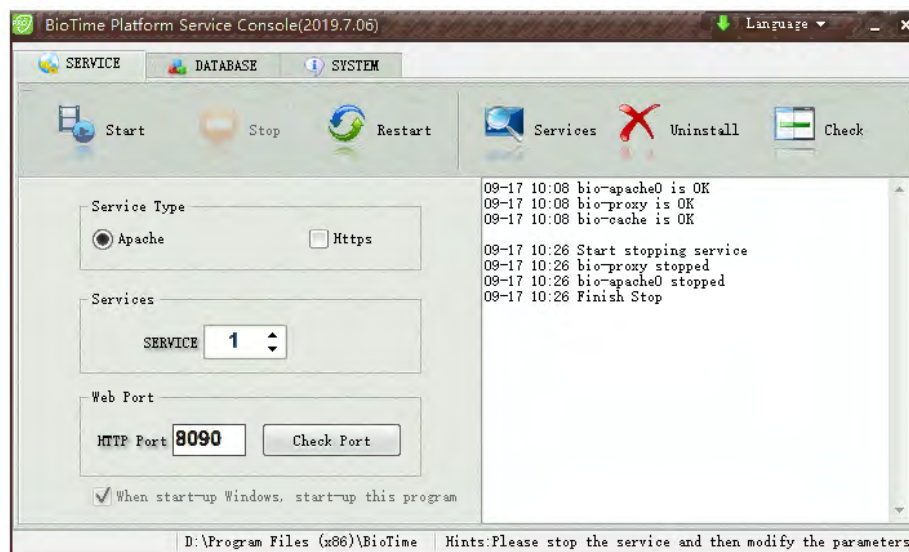 BioTime Platform Service Console(2019.7.06)
Language
SERVICE
DATABASE
SYSTEM
Start
Stop
Restart
Services
Uninstall
Check
Service Type
Apache
Https
Services
SERVICE 1
Web Port
HTTP Port 8090
Check Port
When start-up Windows, start-up this program
09-17 10:08 bio-apache0 is OK
09-17 10:08 bio-proxy is OK
09-17 10:08 bio-cache is OK
09-17 10:26 Start stopping service
09-17 10:26 bio-proxy stopped
09-17 10:26 bio-apache0 stopped
09-17 10:26 Finish Stop
D:\Program Files (x86)\BioTime
Hints:Please stop the service and then modify the parameters